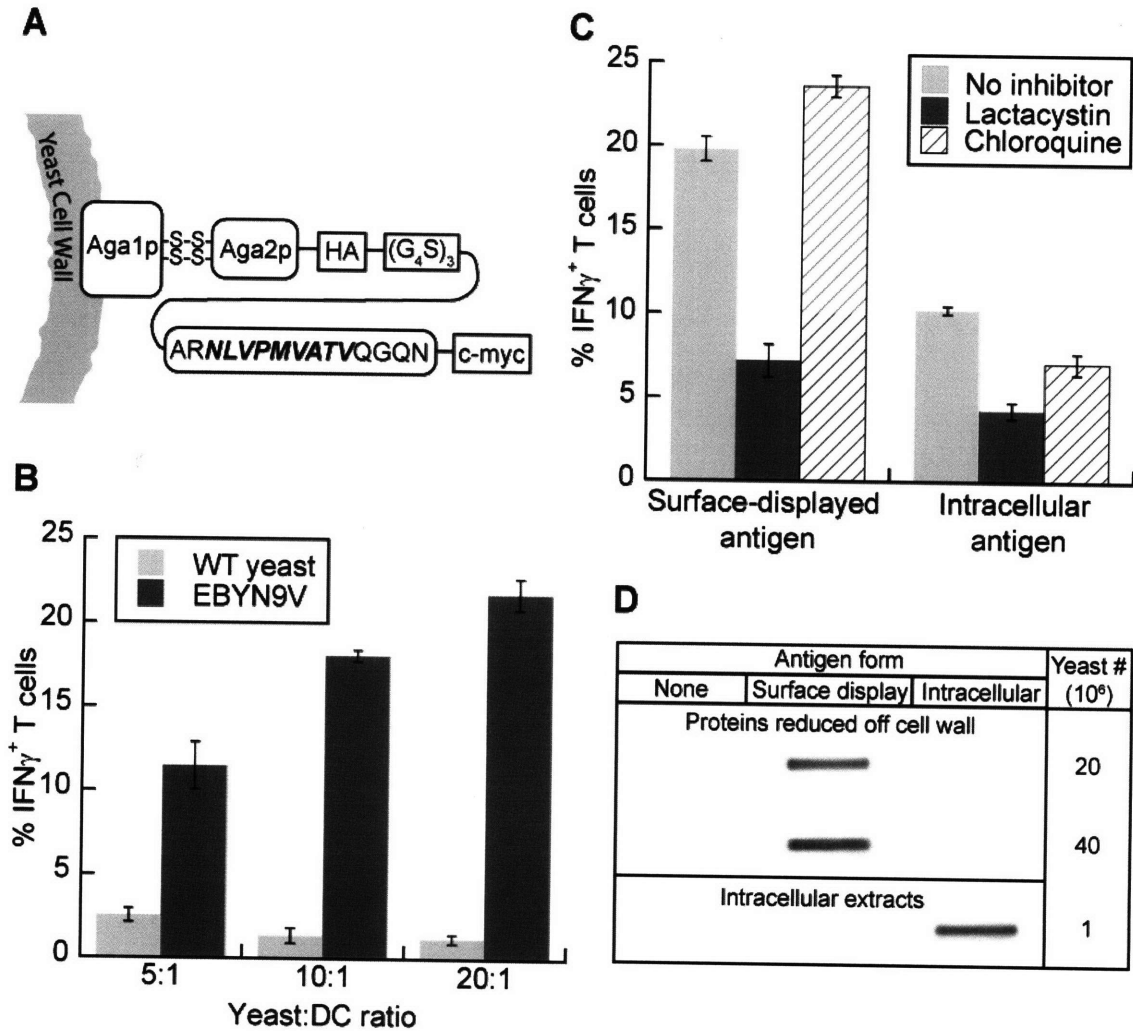 A
Yeast Cell Wall
Aga1p
S-S
S-S
Aga2p
HA
(G₄S)₃
ARNLVPMVATVQGQN
c-myc
B
% IFNγ⁺ T cells
25
20
15
10
5
0
WT yeast
EBYN9V
5:1
10:1
20:1
Yeast:DC ratio
C
% IFNγ⁺ T cells
25
20
15
10
5
0
No inhibitor
Lactacystin
Chloroquine
Surface-displayed
antigen
Intracellular
antigen
D
Antigen form
Yeast #
(10⁶)
None
Surface display
Intracellular
Proteins reduced off cell wall
20
40
Intracellular extracts
1